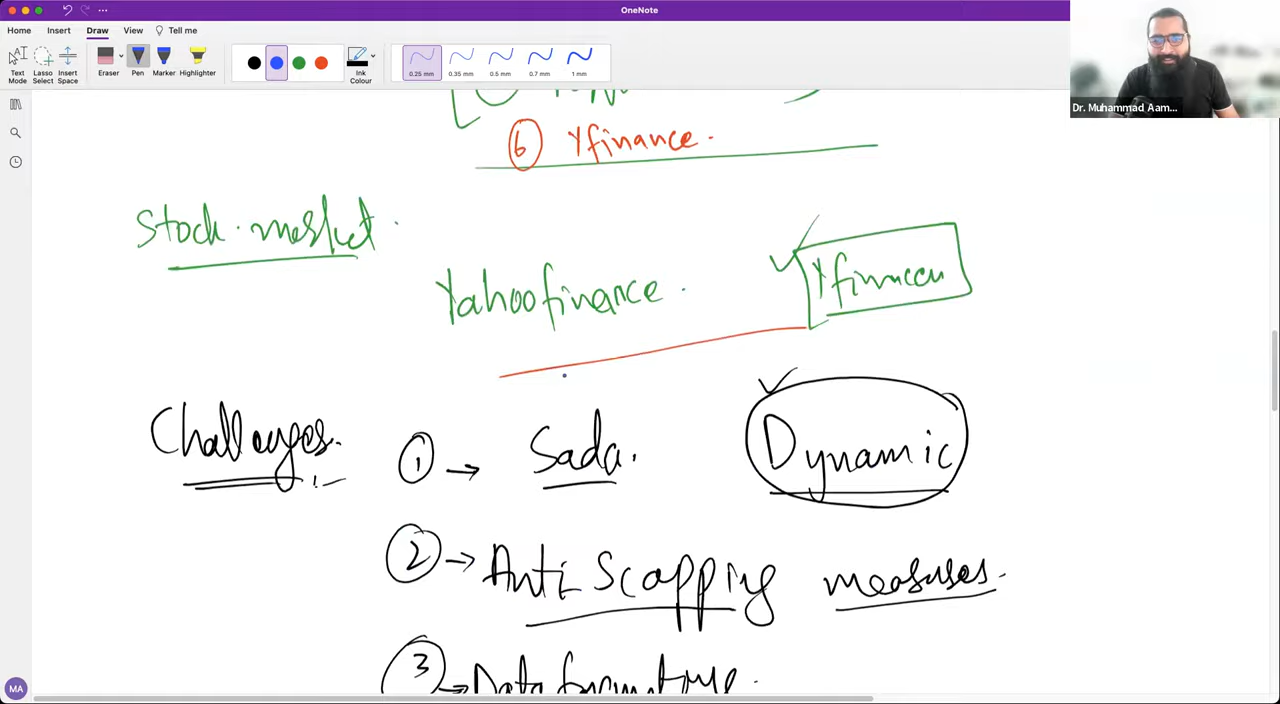 OneNote
Home Insert Draw View Tell me
Text Mode Lasso Select Insert Space Eraser Pen Marker Highlighter Ink Colour 0.25 mm 0.35 mm 0.5 mm 0.7 mm 1 mm
Dr. Muhammad Aam...
6 Yfinance.
Stock market.
Yahoofinance. Yfinance
Challenges. 1 → Sada. Dynamic
2 → Anti Scapping measures.
3 → Data
MA